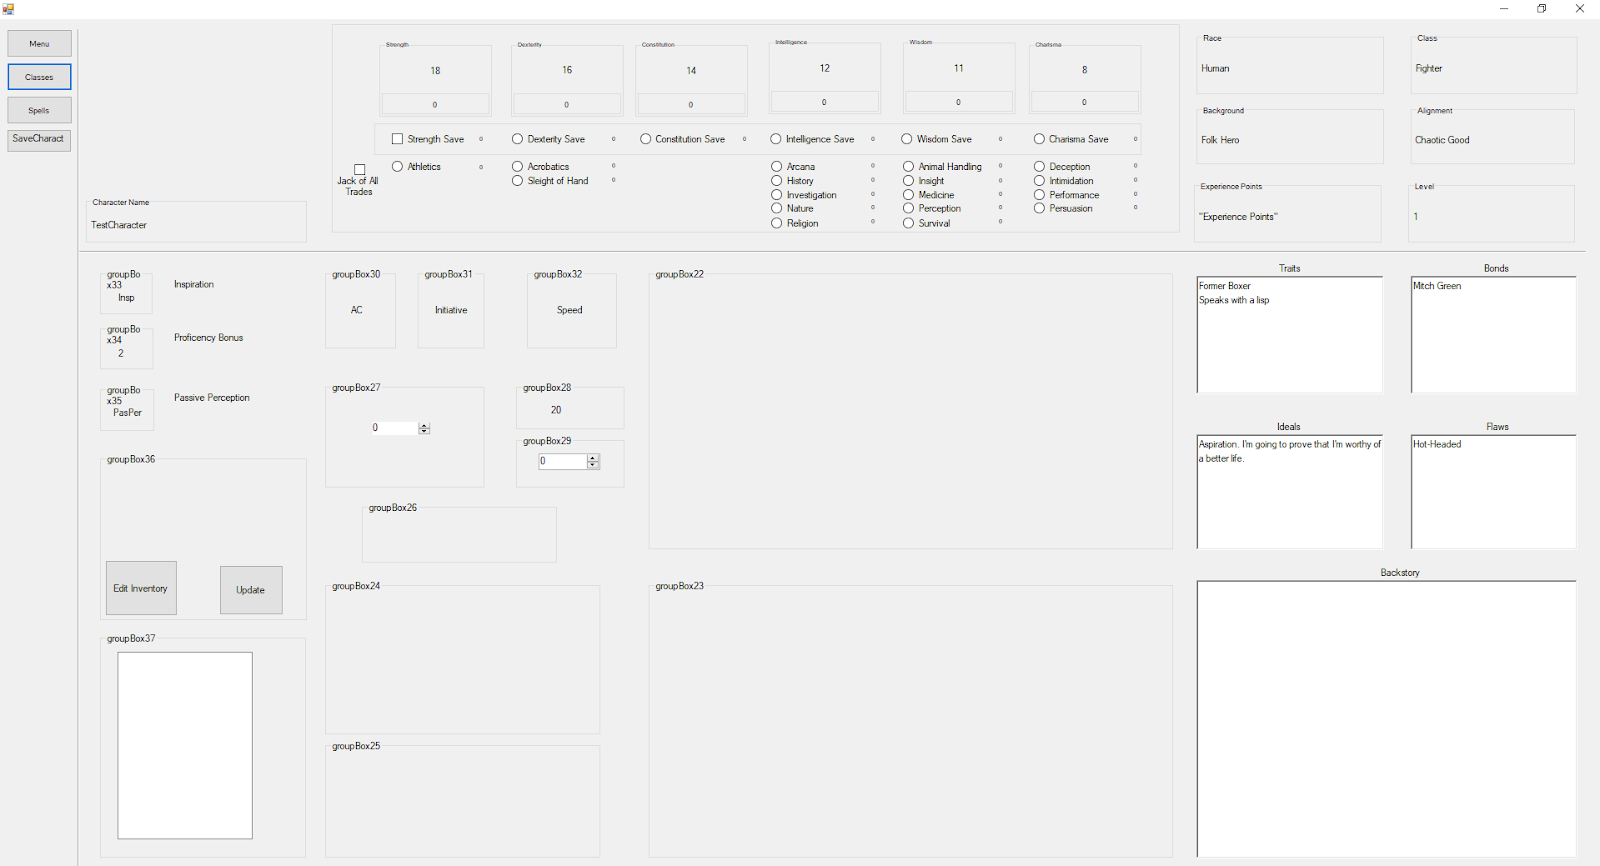 Menu
Classes
Spells
SaveCharact
Character Name
TestCharacter
Strength
18
0
Dexterity
16
0
Constitution
14
0
Intelligence
12
0
Wisdom
11
0
Charisma
8
0
Strength Save 0
Dexterity Save 0
Constitution Save 0
Intelligence Save 0
Wisdom Save 0
Charisma Save 0
Jack of All
Trades
Athletics 0
Acrobatics 0
Sleight of Hand 0
Arcana 0
History 0
Investigation 0
Nature 0
Religion 0
Animal Handling 0
Insight 0
Medicine 0
Perception 0
Survival 0
Deception 0
Intimidation 0
Performance 0
Persuasion 0
Race
Human
Class
Fighter
Background
Folk Hero
Alignment
Chaotic Good
Experience Points
"Experience Points"
Level
1
groupBo
x33
Insp
Inspiration
groupBo
x34
2
Proficency Bonus
groupBo
x35
PasPer
Passive Perception
groupBox36
Edit Inventory
Update
groupBox37
groupBox30
AC
groupBox31
Initiative
groupBox32
Speed
groupBox27
0
groupBox28
20
groupBox29
0
groupBox26
groupBox24
groupBox25
groupBox22
groupBox23
Traits
Former Boxer
Speaks with a lisp
Bonds
Mitch Green
Ideals
Aspiration. I'm going to prove that I'm worthy of
a better life.
Flaws
Hot-Headed
Backstory